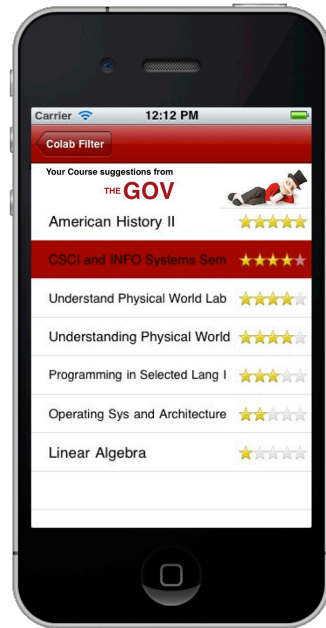 Carrier 12:12 PM
Colab Filter
Your Course suggestions from
THE GOV
American History II
CSCI and INFO Systems Sem
Understand Physical World Lab
Understanding Physical World
Programming in Selected Lang I
Operating Sys and Architecture
Linear Algebra